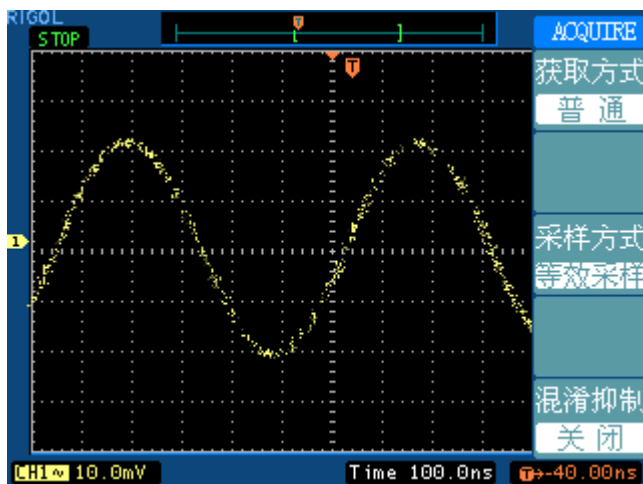 RIGOL
STOP
T
ACQUIRE
T
获取方式
普通
1
采样方式
等效采样
混淆抑制
关闭
CH1~ 10.0mV
Time 100.0ns
T→-40.00ns